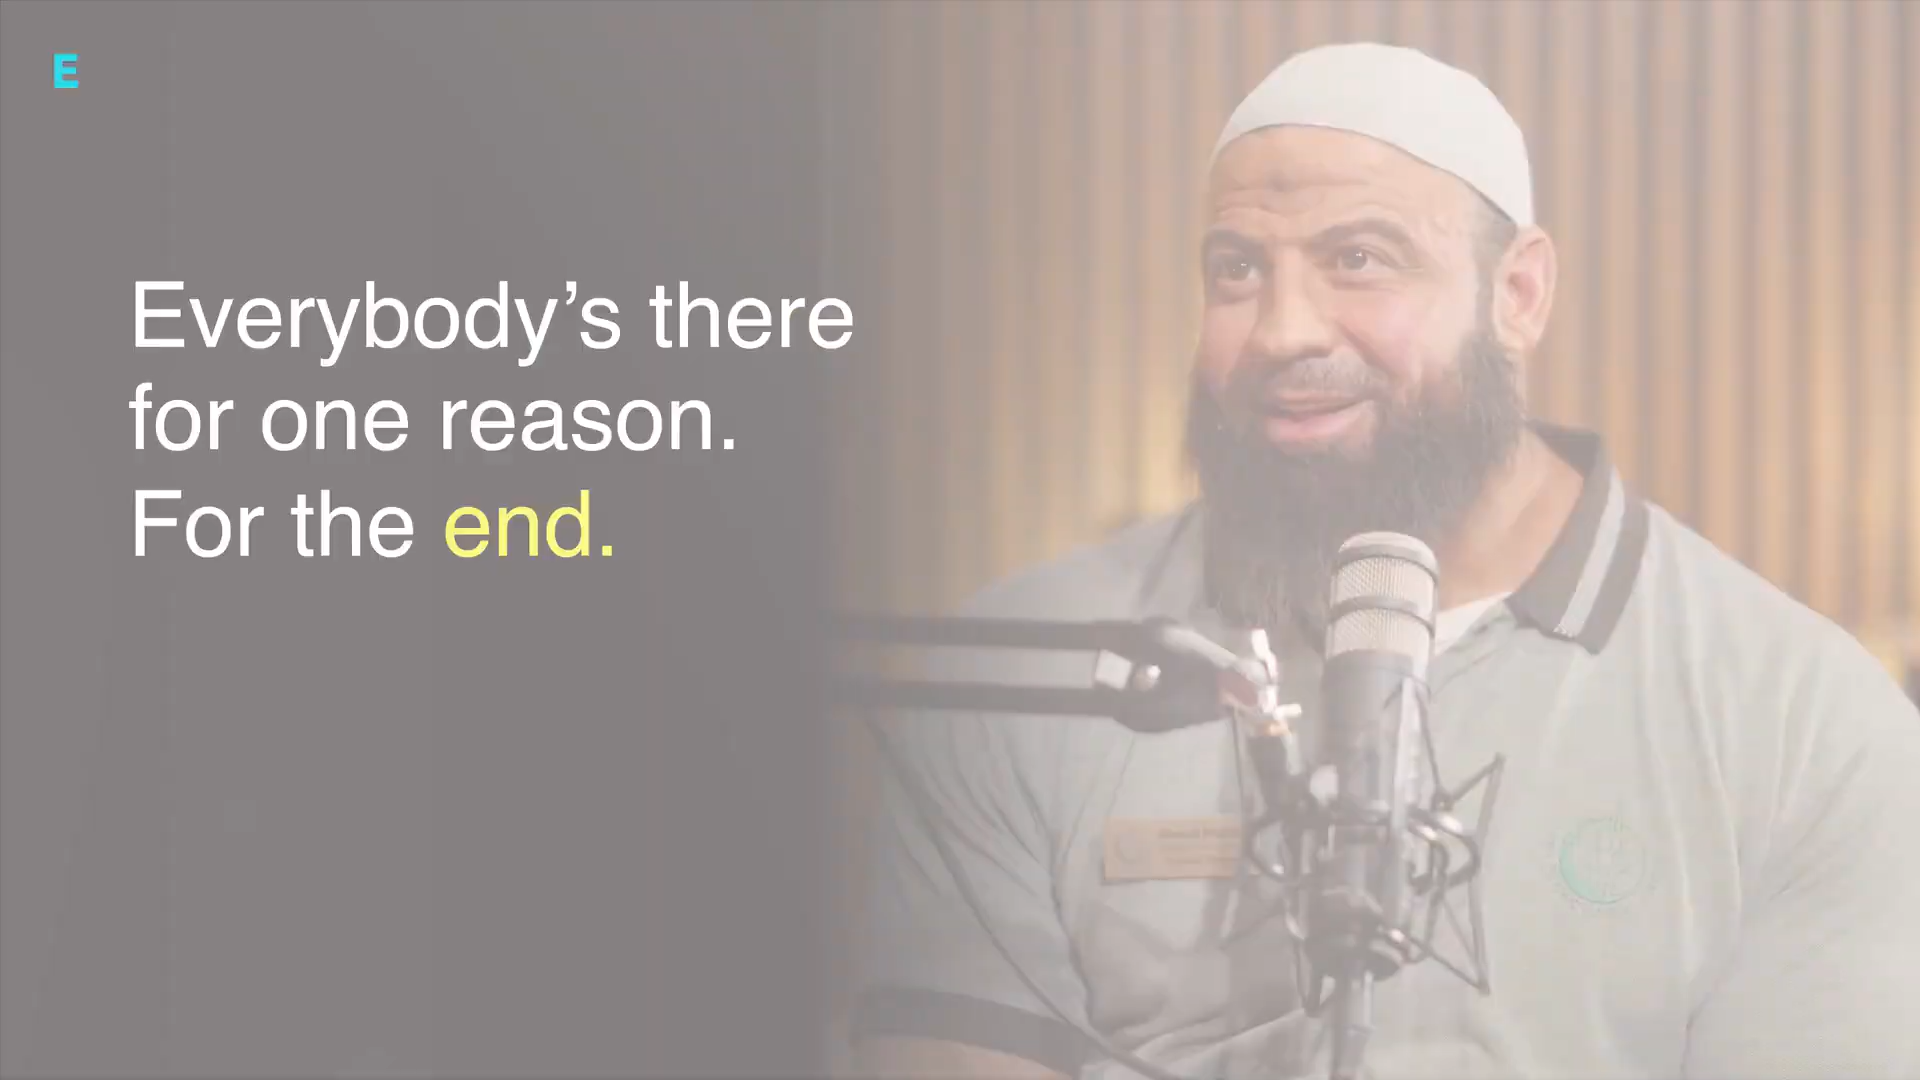 E
Everybody’s there
for one reason.
For the end.